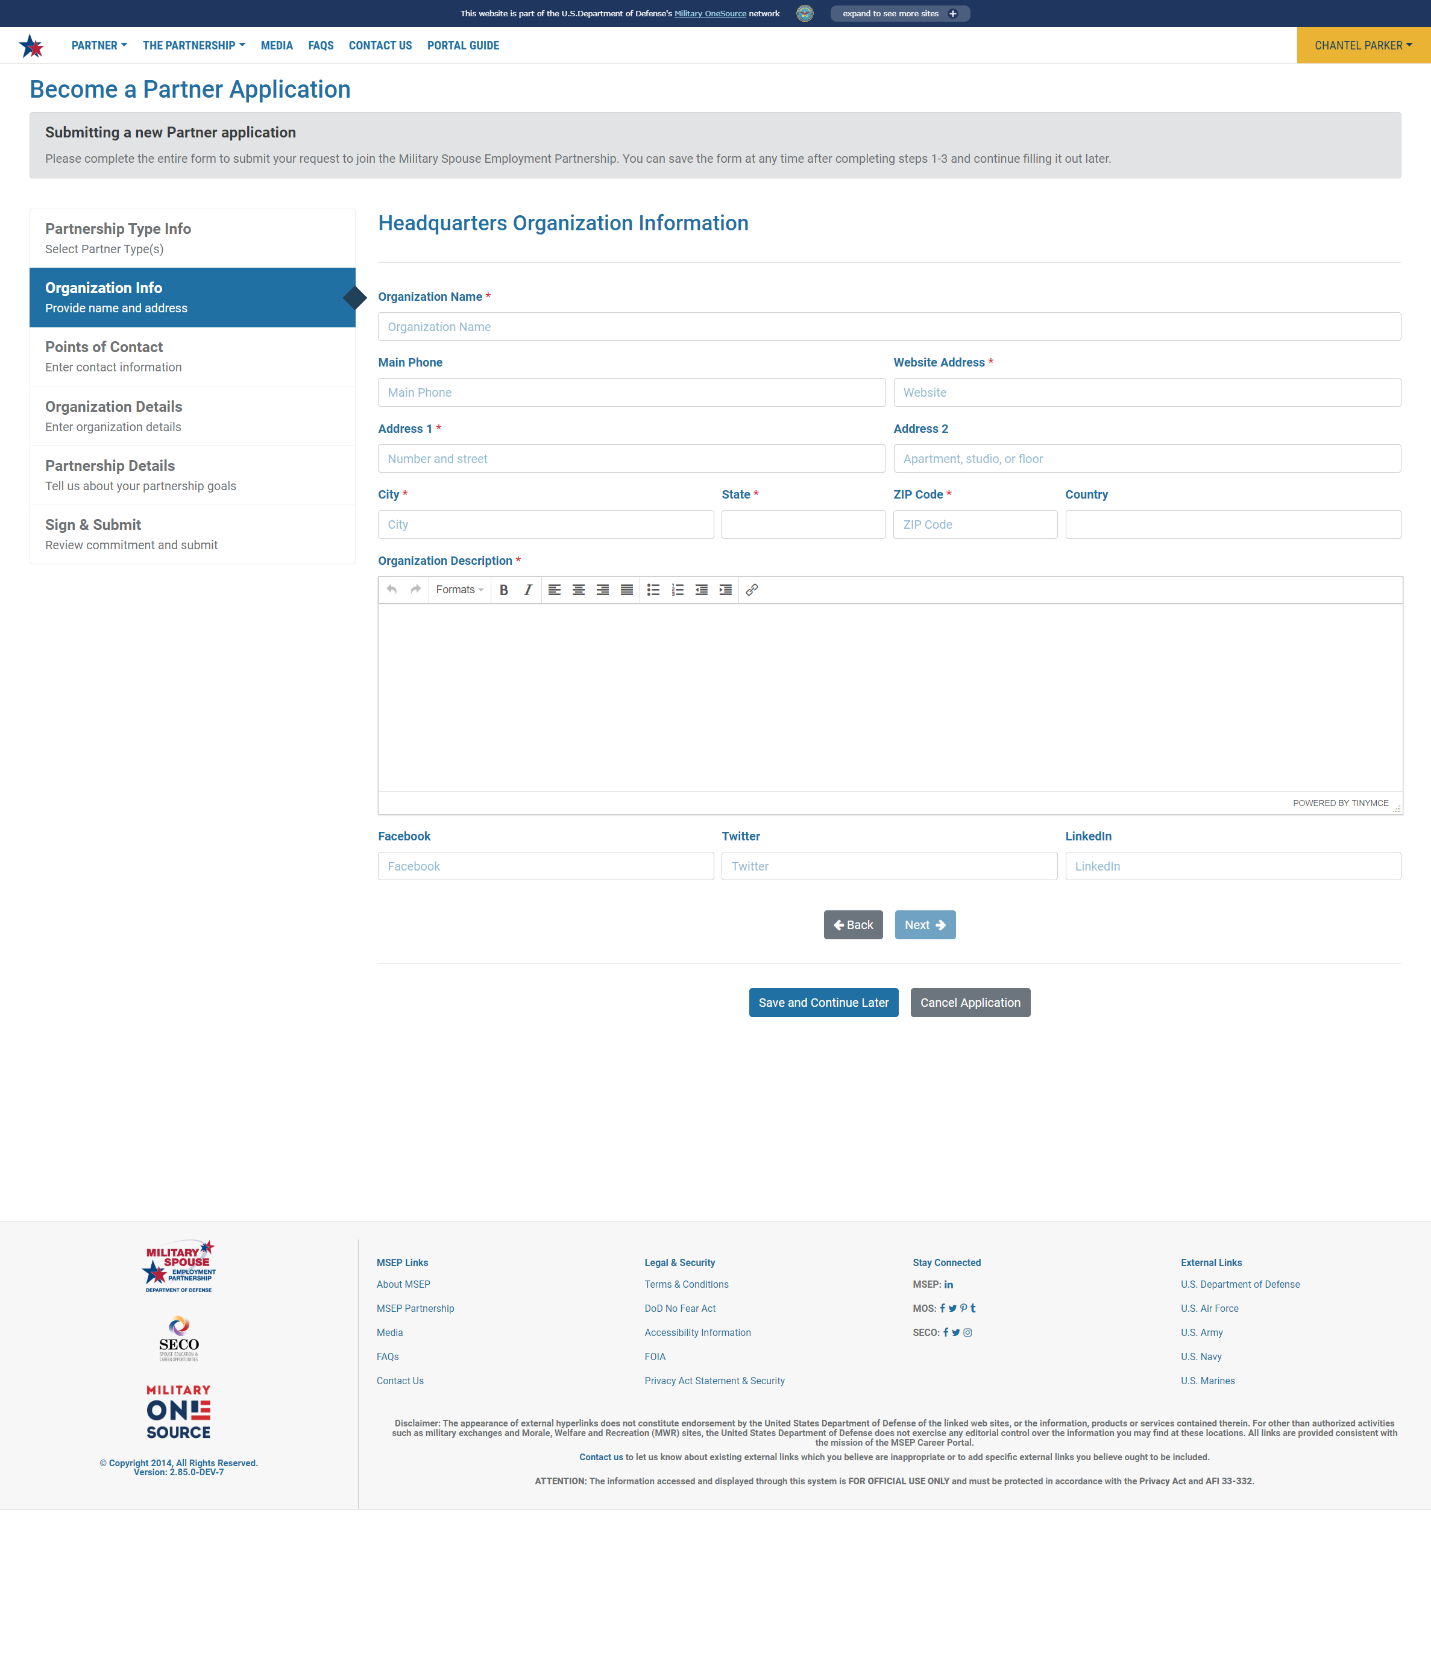 This website is part of the U.S.Department of Defense's Military OneSource network
expand to see more sites
PARTNER
THE PARTNERSHIP
MEDIA
FAQS
CONTACT US
PORTAL GUIDE
CHANTEL PARKER
Become a Partner Application
Submitting a new Partner application
Please complete the entire form to submit your request to join the Military Spouse Employment Partnership. You can save the form at any time after completing steps 1-3 and continue filling it out later.
Partnership Type Info
Select Partner Type(s)
Organization Info
Provide name and address
Points of Contact
Enter contact information
Organization Details
Enter organization details
Partnership Details
Tell us about your partnership goals
Sign & Submit
Review commitment and submit
Headquarters Organization Information
Organization Name *
Organization Name
Main Phone
Website Address *
Main Phone
Website
Address 1 *
Address 2
Number and street
Apartment, studio, or floor
City *
State *
ZIP Code *
Country
City
ZIP Code
Organization Description *
Formats
B
I
POWERED BY TINYMCE
Facebook
Twitter
LinkedIn
Facebook
Twitter
LinkedIn
Back
Next
Save and Continue Later
Cancel Application
MILITARY
SPOUSE
EMPLOYMENT
PARTNERSHIP
DEPARTMENT OF DEFENSE
SECO
SPOUSE EDUCATION &
CAREER OPPORTUNITIES
MILITARY
ONE
SOURCE
© Copyright 2014, All Rights Reserved.
Version: 2.85.0-DEV-7
MSEP Links
About MSEP
MSEP Partnership
Media
FAQs
Contact Us
Legal & Security
Terms & Conditions
DoD No Fear Act
Accessibility Information
FOIA
Privacy Act Statement & Security
Stay Connected
MSEP:
MOS:
SECO:
External Links
U.S. Department of Defense
U.S. Air Force
U.S. Army
U.S. Navy
U.S. Marines
Disclaimer: The appearance of external hyperlinks does not constitute endorsement by the United States Department of Defense of the linked web sites, or the information, products or services contained therein. For other than authorized activities
such as military exchanges and Morale, Welfare and Recreation (MWR) sites, the United States Department of Defense does not exercise any editorial control over the information you may find at these locations. All links are provided consistent with
the mission of the MSEP Career Portal.
Contact us to let us know about existing external links which you believe are inappropriate or to add specific external links you believe ought to be included.
ATTENTION: The information accessed and displayed through this system is FOR OFFICIAL USE ONLY and must be protected in accordance with the Privacy Act and AFI 33-332.